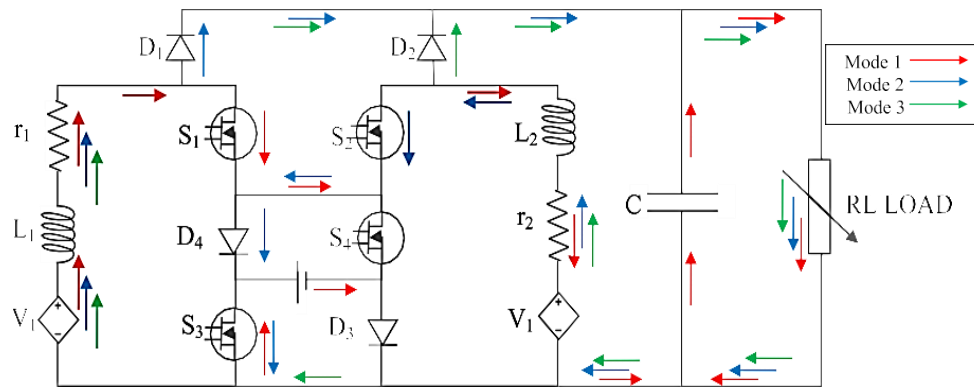 D1
D2
Mode 1
Mode 2
Mode 3
r1
S1
S2
L2
L1
D4
S4
r2
C
RL LOAD
V1
S3
D3
V1